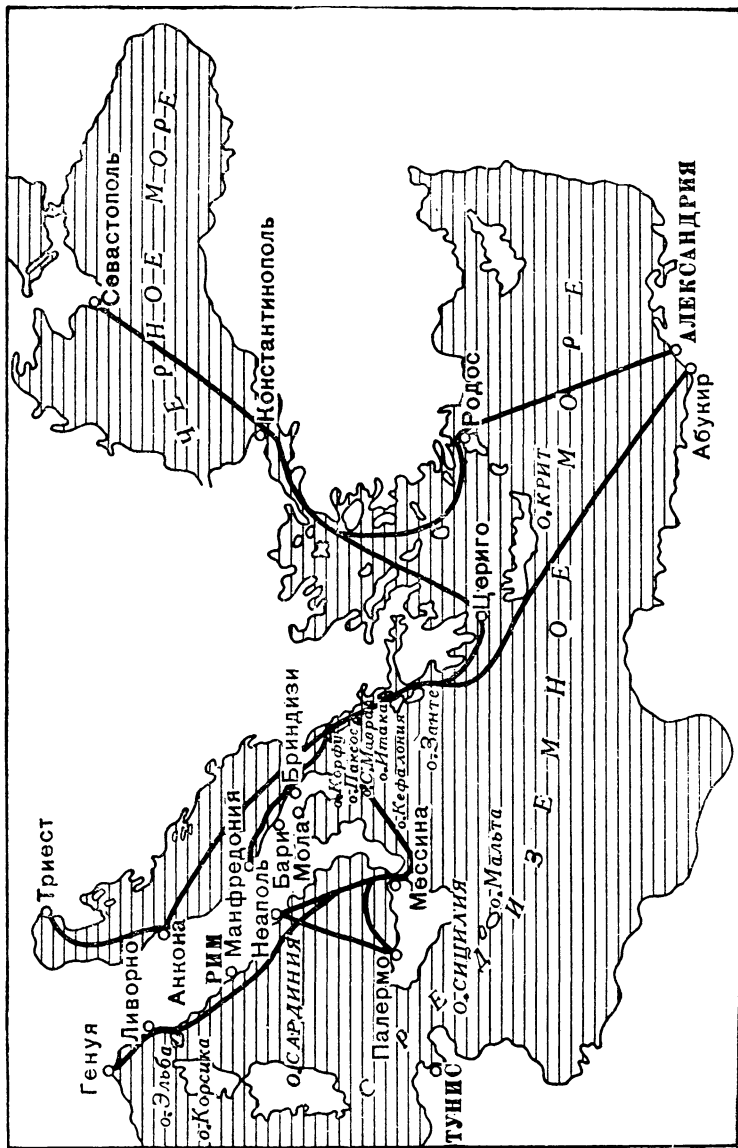 Триест
Генуя
Ливорно
Анкона
о.Эльба
о.Корсика
РИМ
Манфредония
Неаполь
Бари
Мола
Бриндизи
о.САРДИНИЯ
о.Корфу
о.Паксос
о.С.Мавра
о.Итака
о.Кефалония
о.Занте
Палермо
Мессина
о.СИЦИЛИЯ
о.Мальта
ТУНИС
Севастополь
ЧЕРНОЕ МОРЕ
Константинополь
Родос
Цериго
о.КРИТ
СРЕДИЗЕМНОЕ МОРЕ
АЛЕКСАНДРИЯ
Абукир